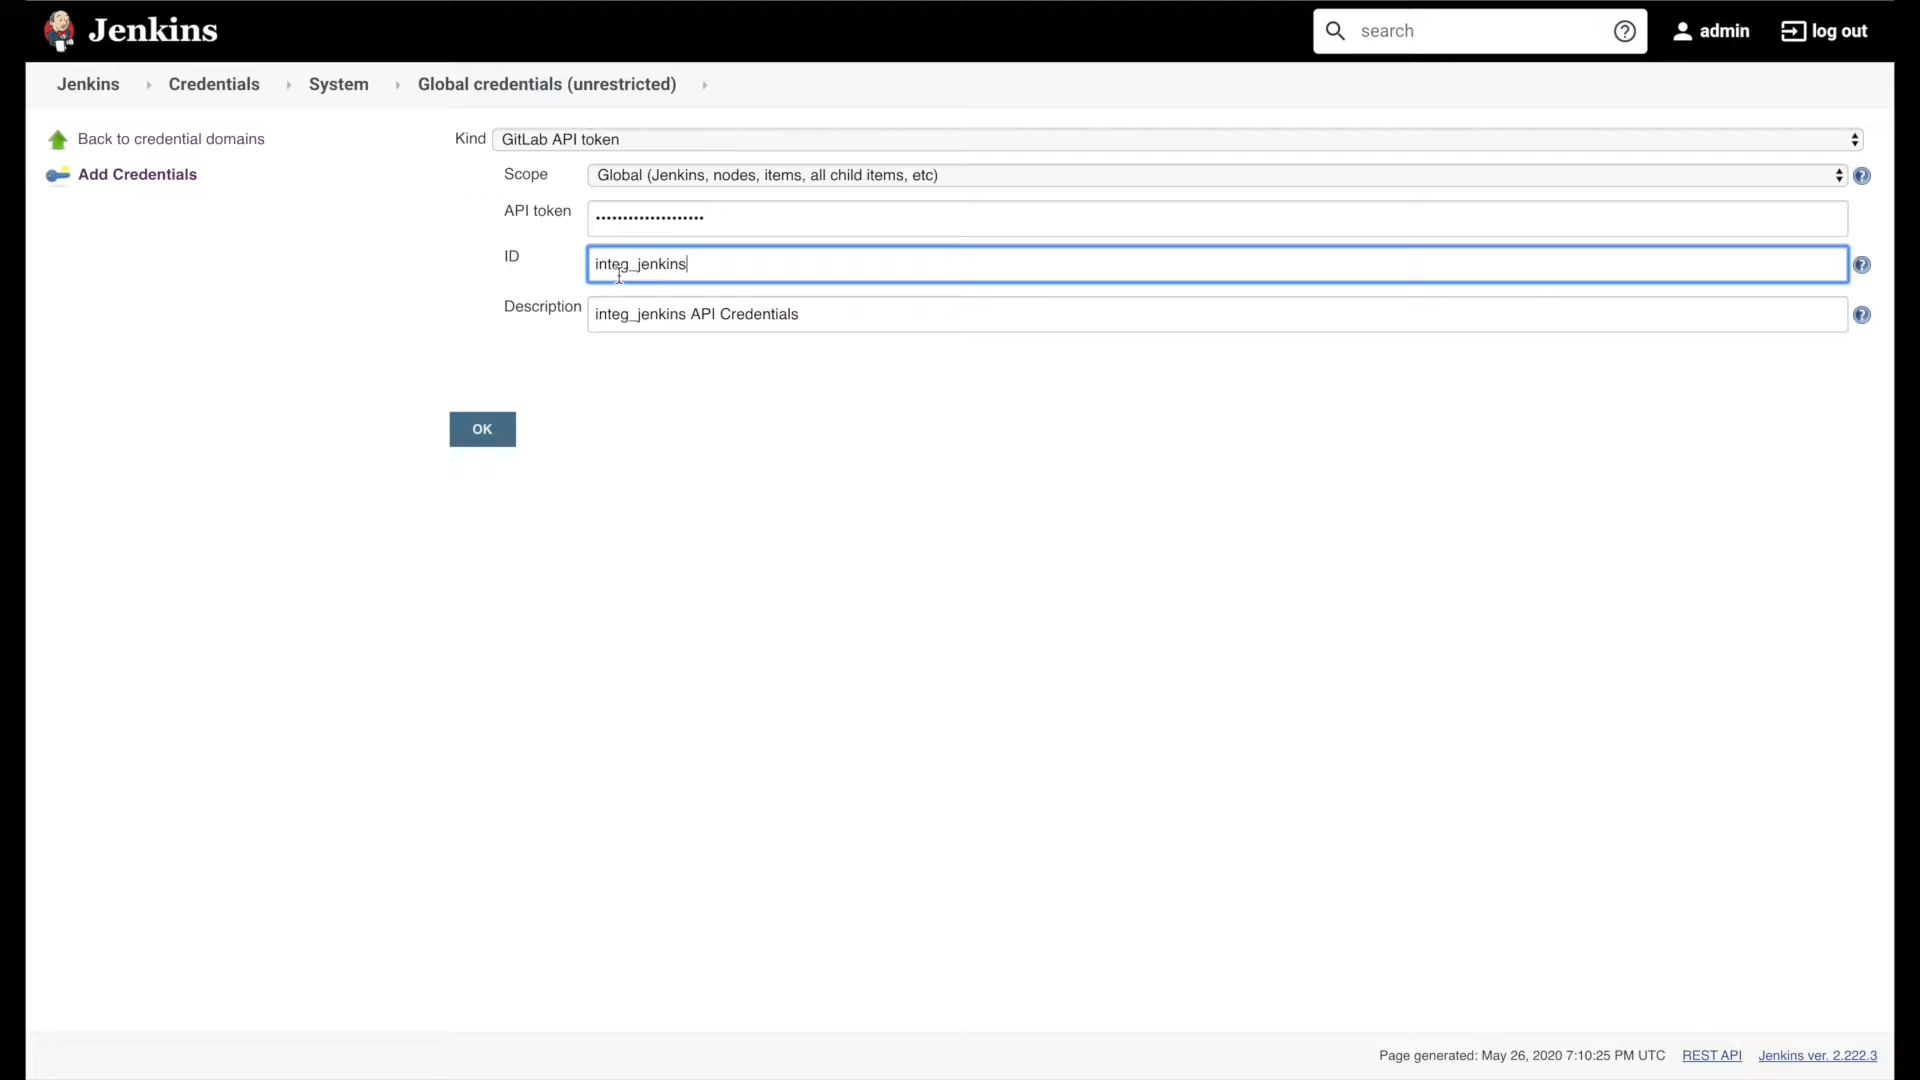 Jenkins
search
admin
log out
Jenkins
Credentials
System
Global credentials (unrestricted)
Back to credential domains
Add Credentials
Kind
GitLab API token
Scope
Global (Jenkins, nodes, items, all child items, etc)
API token
••••••••••••••••••••
ID
integ_jenkins
Description
integ_jenkins API Credentials
OK
Page generated: May 26, 2020 7:10:25 PM UTC
REST API
Jenkins ver. 2.222.3